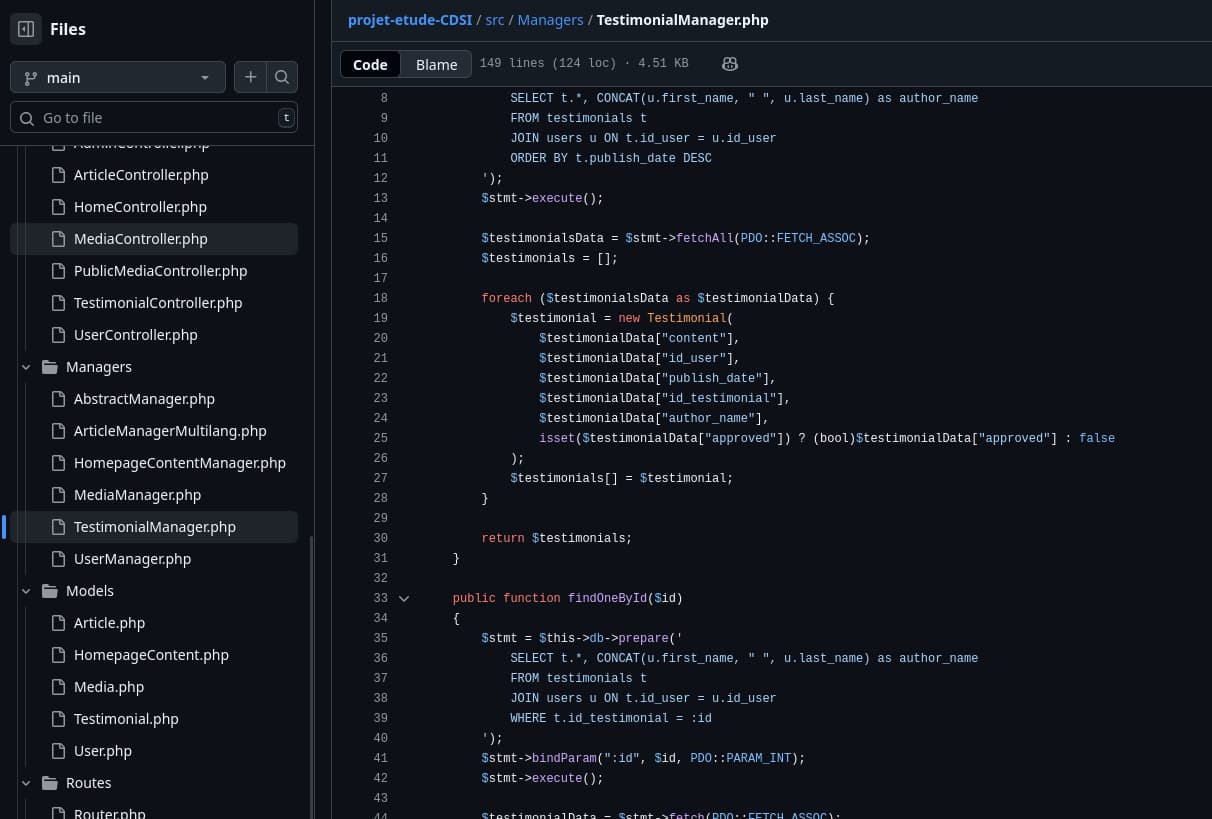 Files
main
Go to file
t
AdminController.php
ArticleController.php
HomeController.php
MediaController.php
PublicMediaController.php
TestimonialController.php
UserController.php
Managers
AbstractManager.php
ArticleManagerMultilang.php
HomepageContentManager.php
MediaManager.php
TestimonialManager.php
UserManager.php
Models
Article.php
HomepageContent.php
Media.php
Testimonial.php
User.php
Routes
Router.php
projet-etude-CDSI / src / Managers / TestimonialManager.php
Code Blame 149 lines (124 loc) · 4.51 KB
8 SELECT t.*, CONCAT(u.first_name, " ", u.last_name) as author_name
9 FROM testimonials t
10 JOIN users u ON t.id_user = u.id_user
11 ORDER BY t.publish_date DESC
12 ');
13 $stmt->execute();
14
15 $testimonialsData = $stmt->fetchAll(PDO::FETCH_ASSOC);
16 $testimonials = [];
17
18 foreach ($testimonialsData as $testimonialData) {
19 $testimonial = new Testimonial(
20 $testimonialData["content"],
21 $testimonialData["id_user"],
22 $testimonialData["publish_date"],
23 $testimonialData["id_testimonial"],
24 $testimonialData["author_name"],
25 isset($testimonialData["approved"]) ? (bool)$testimonialData["approved"] : false
26 );
27 $testimonials[] = $testimonial;
28 }
29
30 return $testimonials;
31 }
32
33 public function findOneById($id)
34 {
35 $stmt = $this->db->prepare('
36 SELECT t.*, CONCAT(u.first_name, " ", u.last_name) as author_name
37 FROM testimonials t
38 JOIN users u ON t.id_user = u.id_user
39 WHERE t.id_testimonial = :id
40 ');
41 $stmt->bindParam(":id", $id, PDO::PARAM_INT);
42 $stmt->execute();
43
44 $testimonialData = $stmt->fetch(PDO::FETCH_ASSOC);